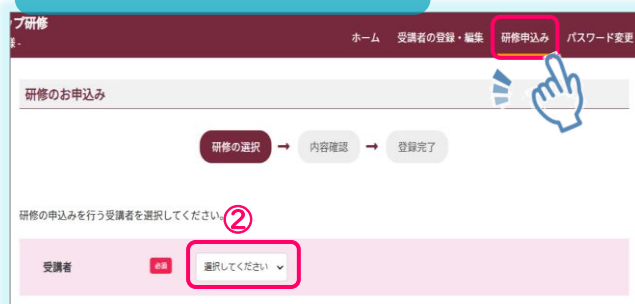 プ研修
様-
ホーム 受講者の登録・編集 研修申込み パスワード変更
研修のお申込み
研修の選択 → 内容確認 → 登録完了
研修の申込みを行う受講者を選択してください。
②
受講者 必須 選択してください